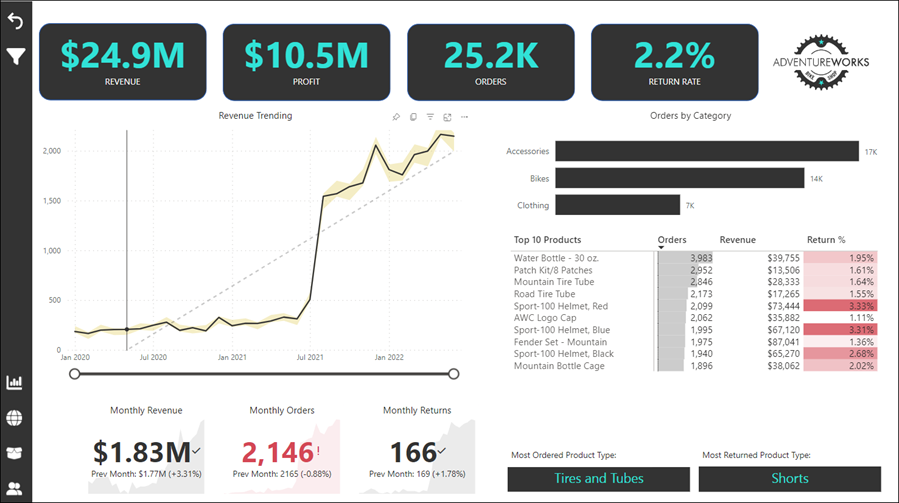 $24.9M
REVENUE
$10.5M
PROFIT
25.2K
ORDERS
2.2%
RETURN RATE
ADVENTUREWORKS
BIKE SHOP
Revenue Trending
2,000
1,500
1,000
500
0
Jan 2020 Jul 2020 Jan 2021 Jul 2021 Jan 2022
Orders by Category
Accessories 17K
Bikes 14K
Clothing 7K
Top 10 Products Orders Revenue Return %
Water Bottle - 30 oz. 3,983 $39,755 1.95%
Patch Kit/8 Patches 2,952 $13,506 1.61%
Mountain Tire Tube 2,846 $28,333 1.64%
Road Tire Tube 2,173 $17,265 1.55%
Sport-100 Helmet, Red 2,099 $73,444 3.33%
AWC Logo Cap 2,062 $35,882 1.11%
Sport-100 Helmet, Blue 1,995 $67,120 3.31%
Fender Set - Mountain 1,975 $87,041 1.36%
Sport-100 Helmet, Black 1,940 $65,270 2.68%
Mountain Bottle Cage 1,896 $38,062 2.02%
Monthly Revenue
$1.83M
Prev Month: $1.77M (+3.31%)
Monthly Orders
2,146!
Prev Month: 2165 (-0.88%)
Monthly Returns
166
Prev Month: 169 (+1.78%)
Most Ordered Product Type:
Tires and Tubes
Most Returned Product Type:
Shorts